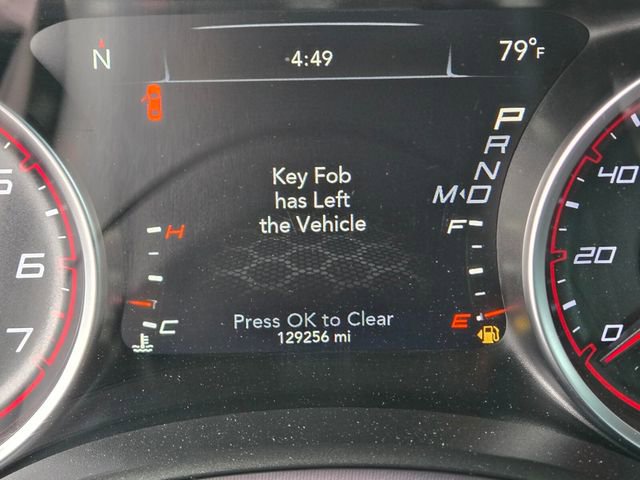 N 4:49 79°F
P
R
N
M D
Key Fob
has Left
the Vehicle
H F
5 40
6 20
C E
Press OK to Clear
129256 mi
7 0